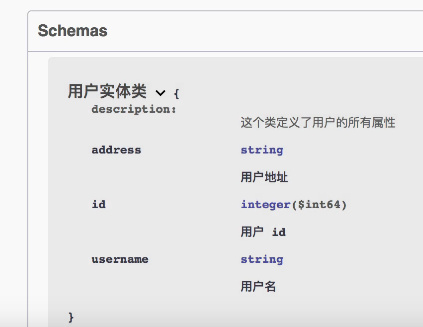 Schemas
用户实体类 {
description:
这个类定义了用户的所有属性
address string
用户地址
id integer($int64)
用户 id
username string
用户名
}